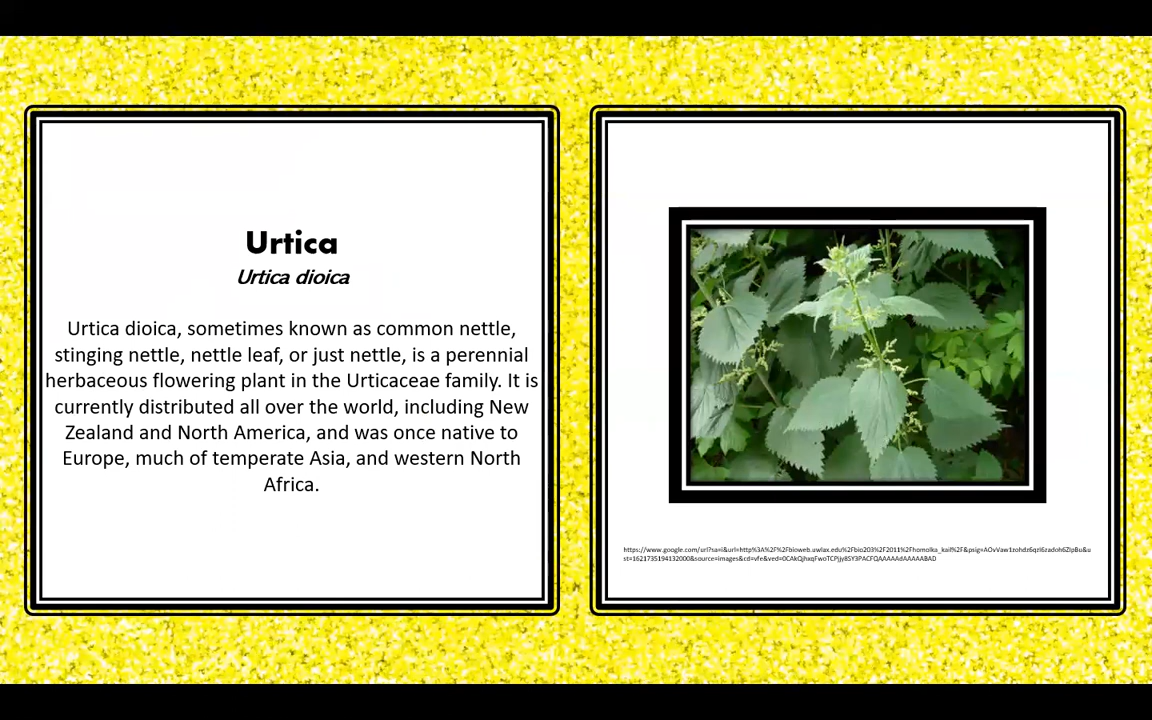 Urtica
Urtica dioica
Urtica dioica, sometimes known as common nettle,
stinging nettle, nettle leaf, or just nettle, is a perennial
herbaceous flowering plant in the Urticaceae family. It is
currently distributed all over the world, including New
Zealand and North America, and was once native to
Europe, much of temperate Asia, and western North
Africa.